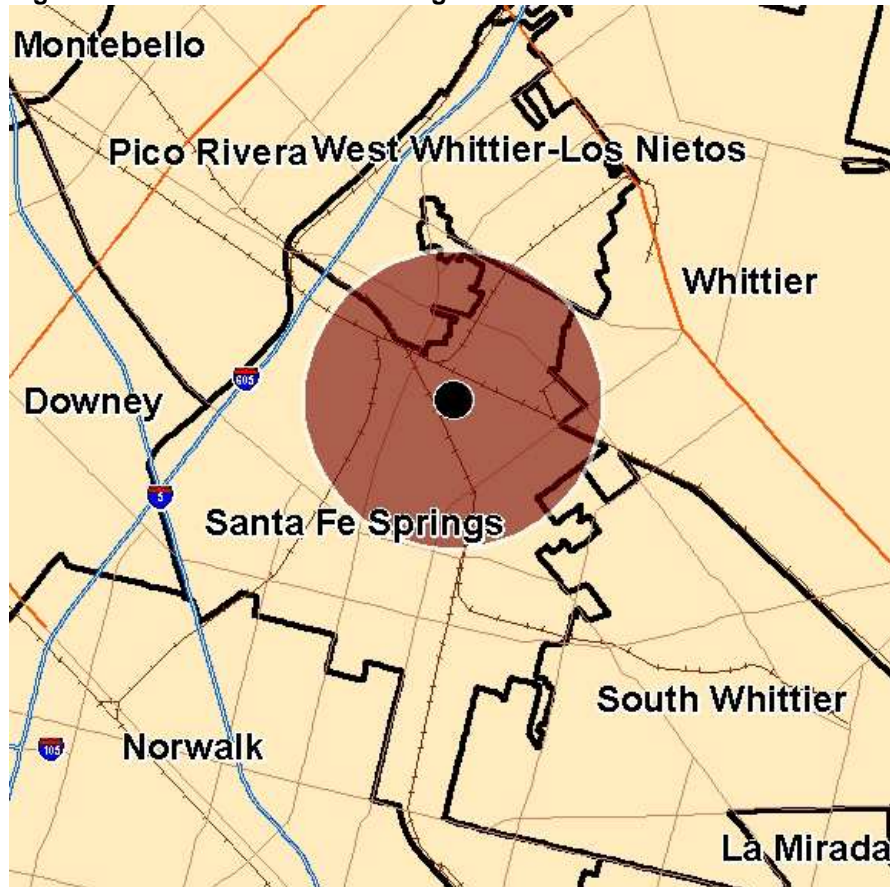 Montebello
Pico Rivera
West Whittier-Los Nietos
Whittier
605
Downey
5
Santa Fe Springs
South Whittier
Norwalk
105
La Mirada